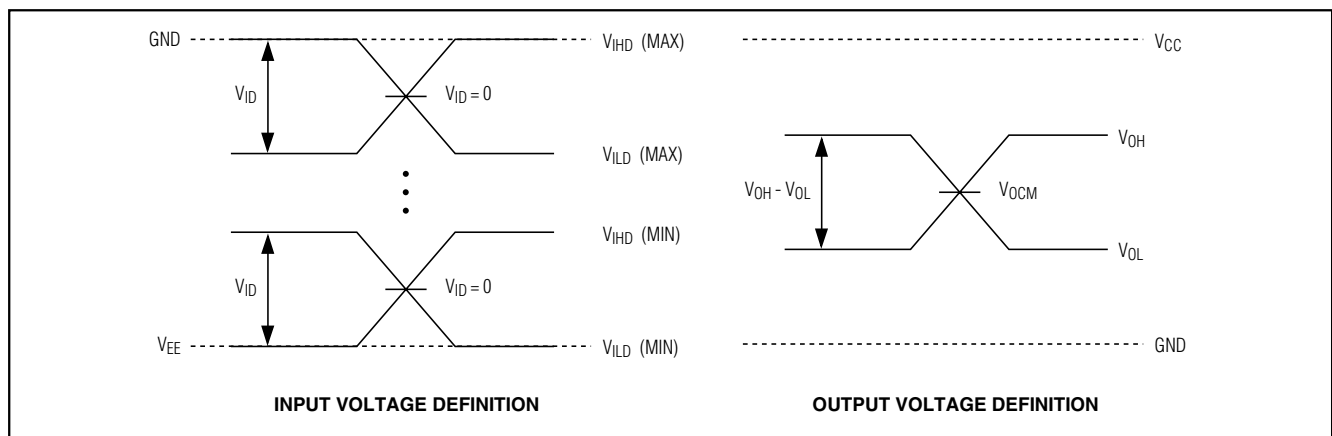 GND
V_IHD (MAX)
V_ID
V_ID = 0
V_ILD (MAX)
V_IHD (MIN)
V_ID
V_ID = 0
V_EE
V_ILD (MIN)
INPUT VOLTAGE DEFINITION
V_CC
V_OH
V_OH - V_OL
V_OCM
V_OL
GND
OUTPUT VOLTAGE DEFINITION